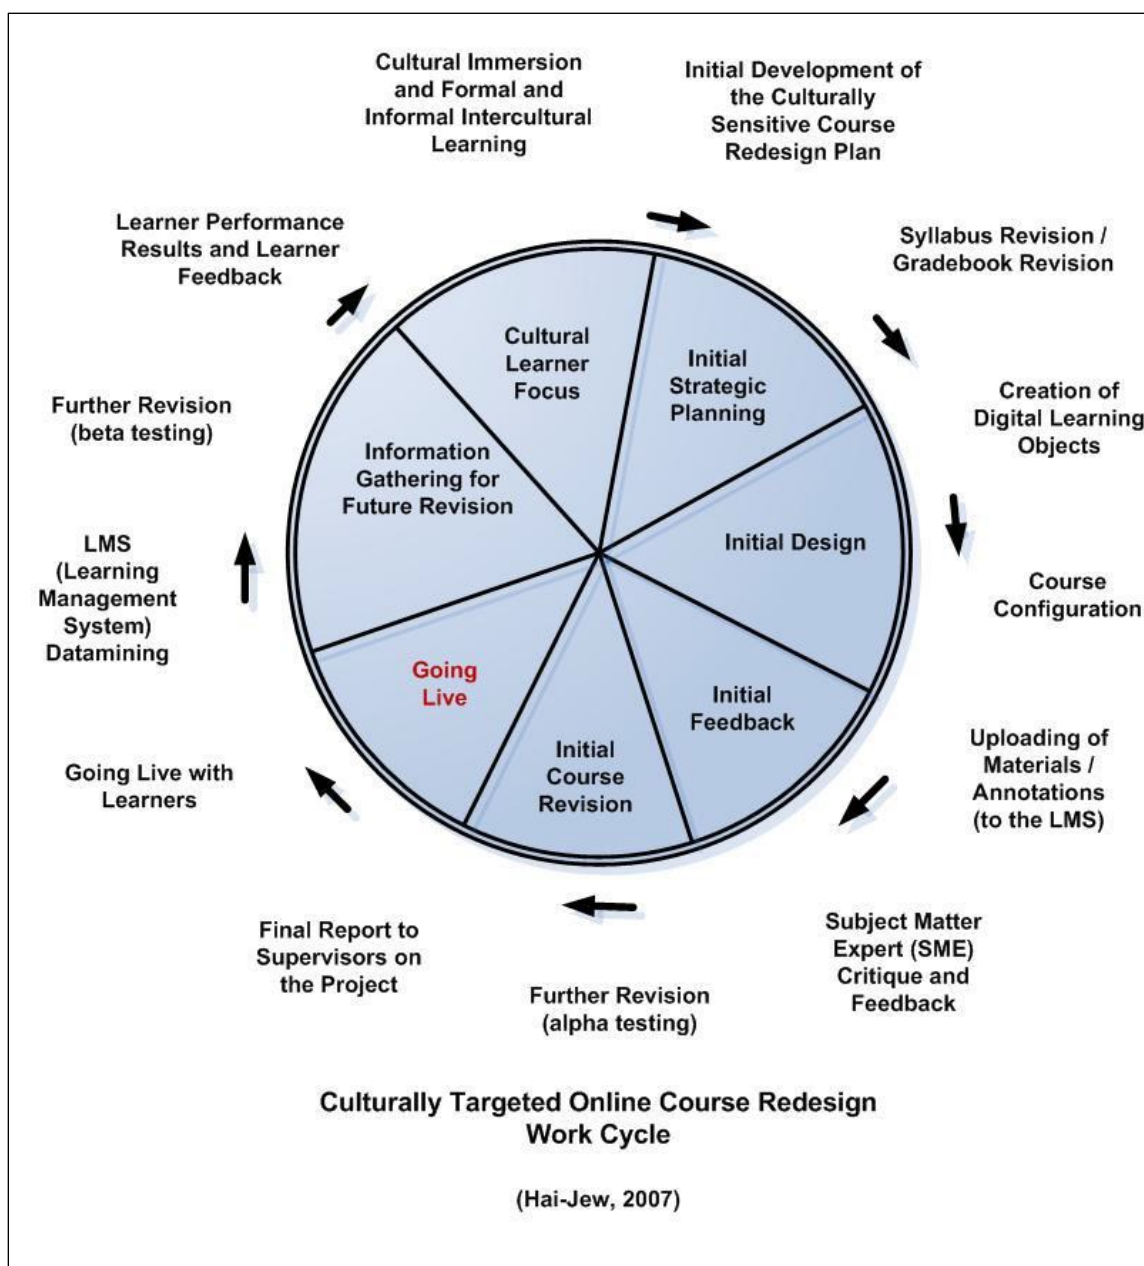 Cultural Immersion
and Formal and
Informal Intercultural
Learning
Initial Development of
the Culturally
Sensitive Course
Redesign Plan
Syllabus Revision /
Gradebook Revision
Creation of
Digital Learning
Objects
Course
Configuration
Uploading of
Materials /
Annotations
(to the LMS)
Subject Matter
Expert (SME)
Critique and
Feedback
Further Revision
(alpha testing)
Final Report to
Supervisors on
the Project
Going Live with
Learners
LMS
(Learning
Management
System)
Datamining
Further Revision
(beta testing)
Learner Performance
Results and Learner
Feedback
Cultural
Learner
Focus
Initial
Strategic
Planning
Initial Design
Initial
Feedback
Initial
Course
Revision
Going
Live
Information
Gathering for
Future Revision
Culturally Targeted Online Course Redesign
Work Cycle
(Hai-Jew, 2007)